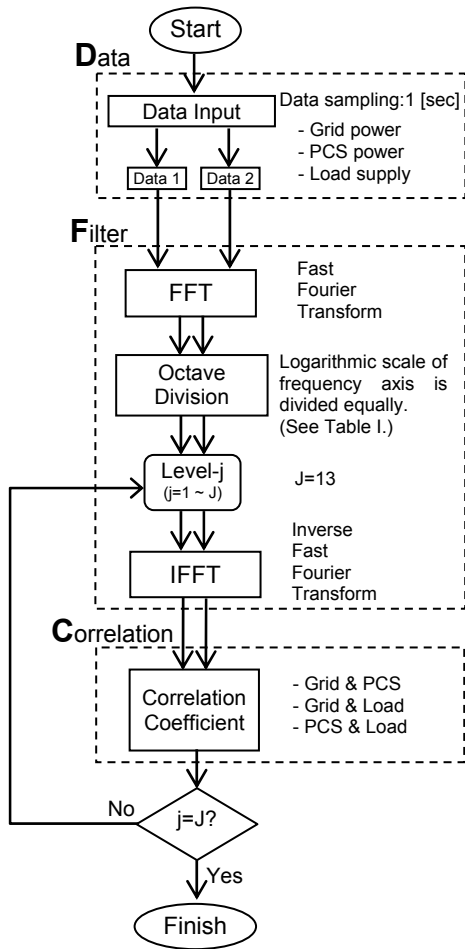 Start
Data
Data Input
Data sampling:1 [sec]
- Grid power
- PCS power
- Load supply
Data 1
Data 2
Filter
FFT
Fast
Fourier
Transform
Octave
Division
Logarithmic scale of
frequency axis is
divided equally.
(See Table I.)
Level-j
(j=1 ~ J)
J=13
IFFT
Inverse
Fast
Fourier
Transform
Correlation
Correlation
Coefficient
- Grid & PCS
- Grid & Load
- PCS & Load
No
j=J?
Yes
Finish